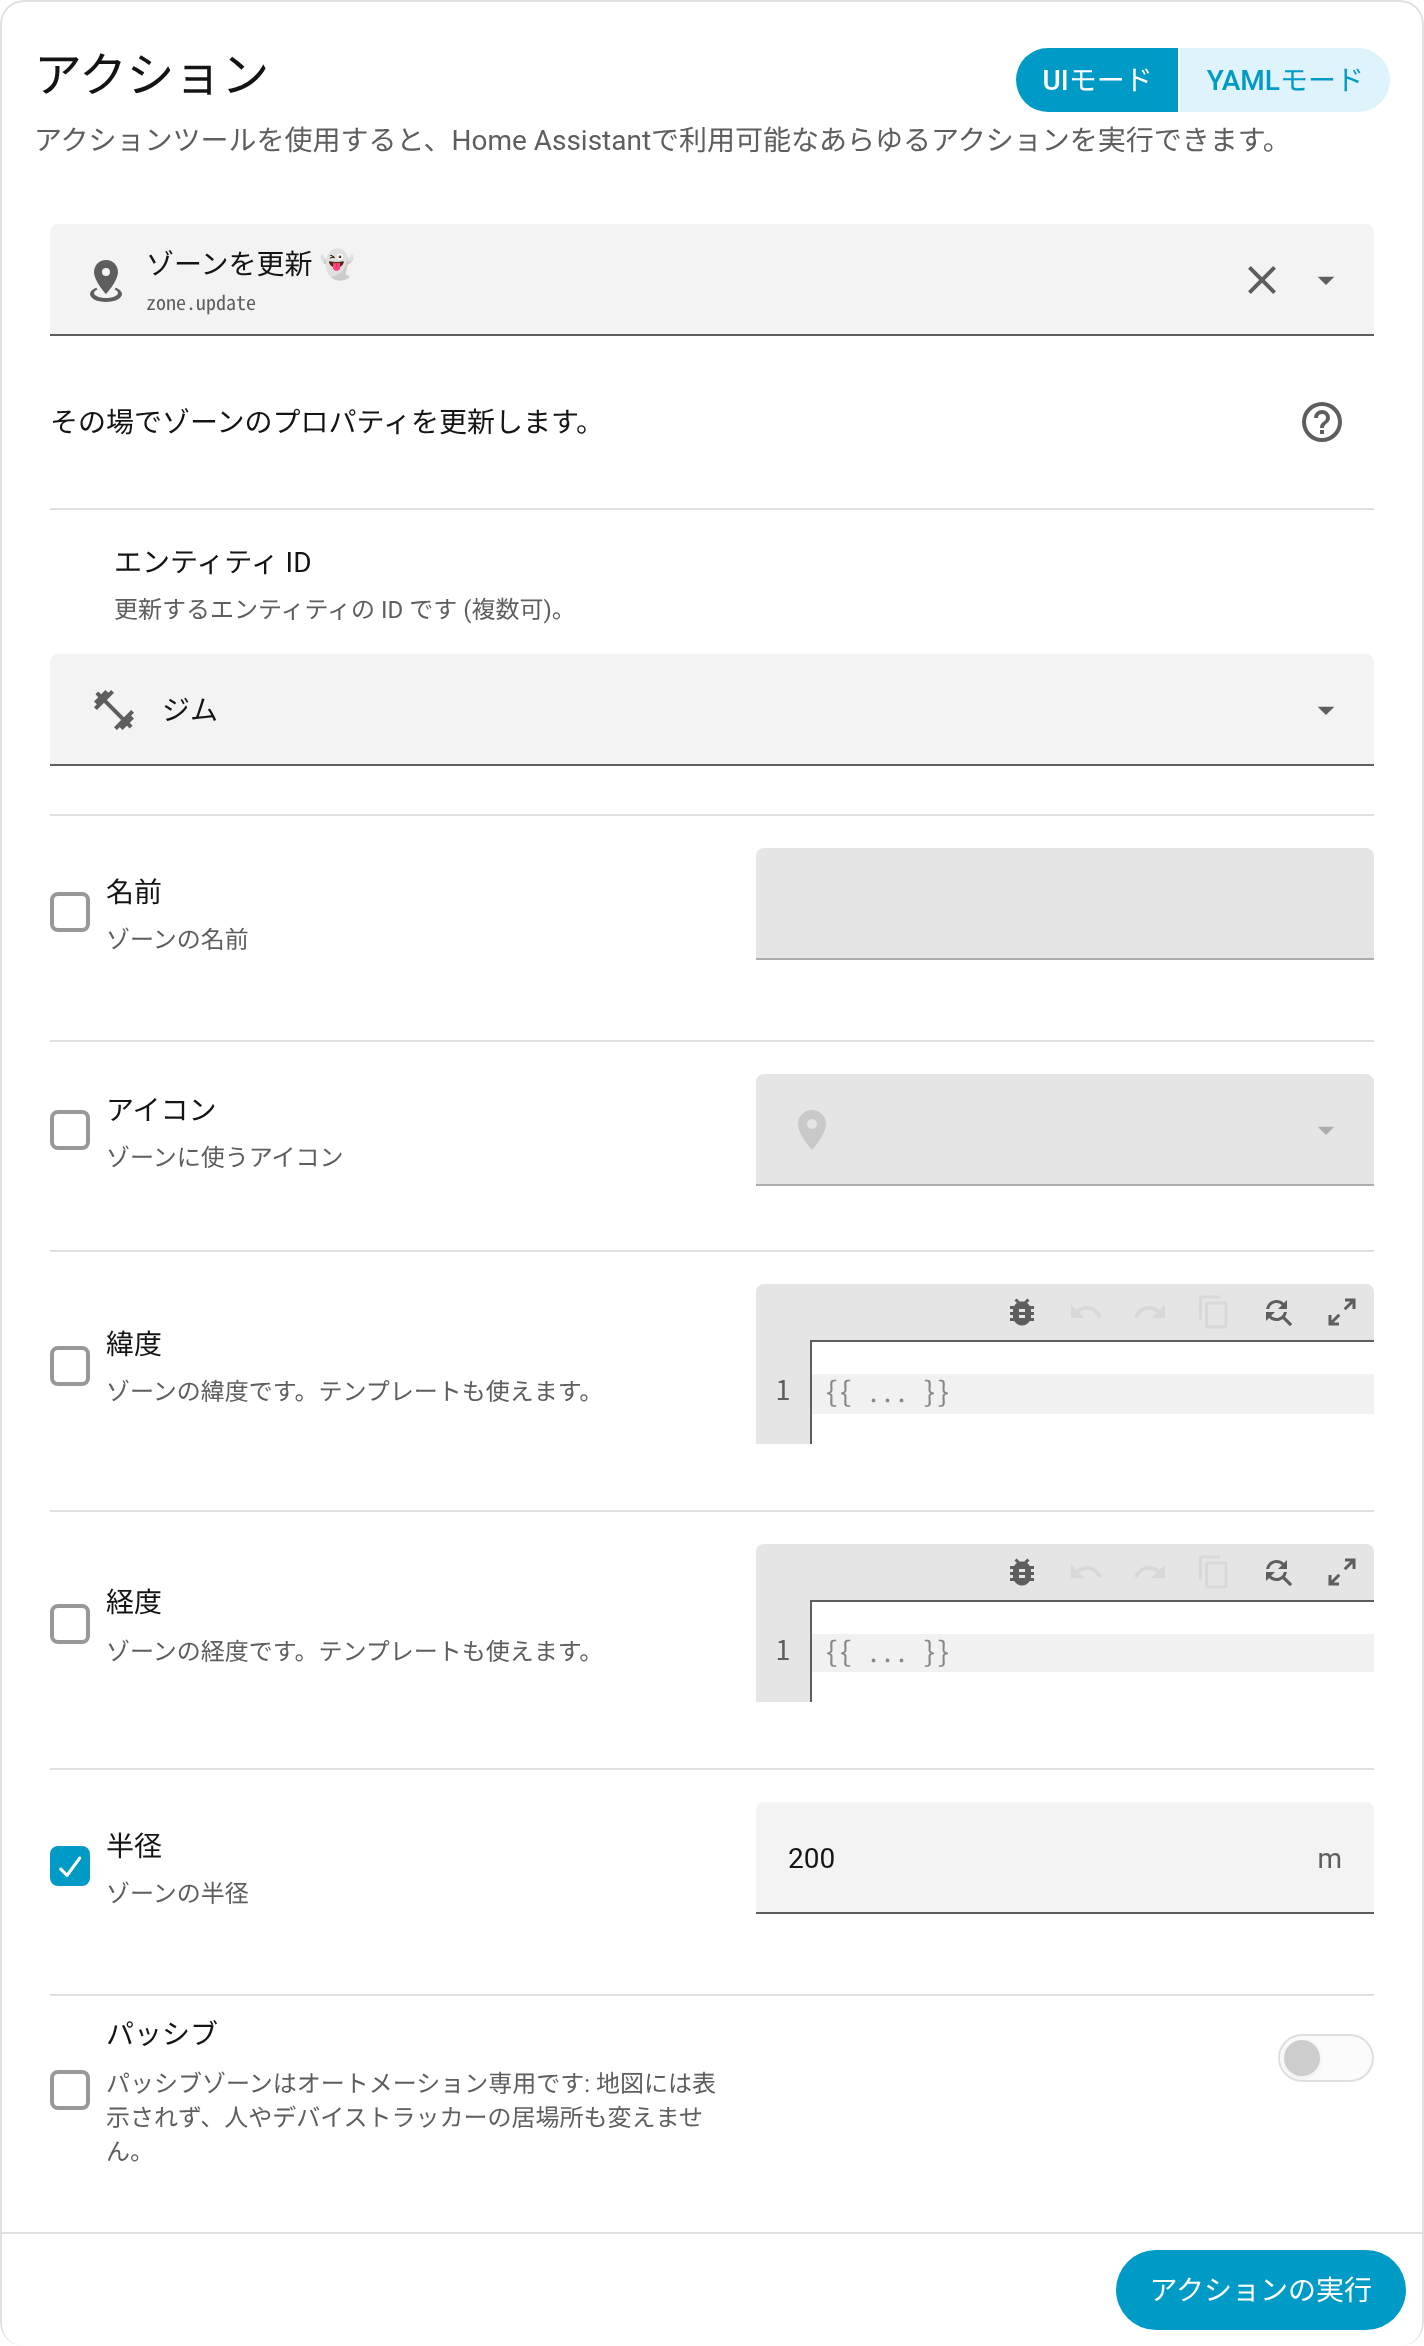 アクション
UIモード
YAMLモード
アクションツールを使用すると、Home Assistantで利用可能なあらゆるアクションを実行できます。
ゾーンを更新 👻
zone.update
その場でゾーンのプロパティを更新します。
エンティティ ID
更新するエンティティの ID です (複数可)。
ジム
名前
ゾーンの名前
アイコン
ゾーンに使うアイコン
緯度
ゾーンの緯度です。テンプレートも使えます。
1
{{ ... }}
経度
ゾーンの経度です。テンプレートも使えます。
1
{{ ... }}
半径
ゾーンの半径
200
m
パッシブ
パッシブゾーンはオートメーション専用です: 地図には表
示されず、人やデバイストラッカーの居場所も変えませ
ん。
アクションの実行